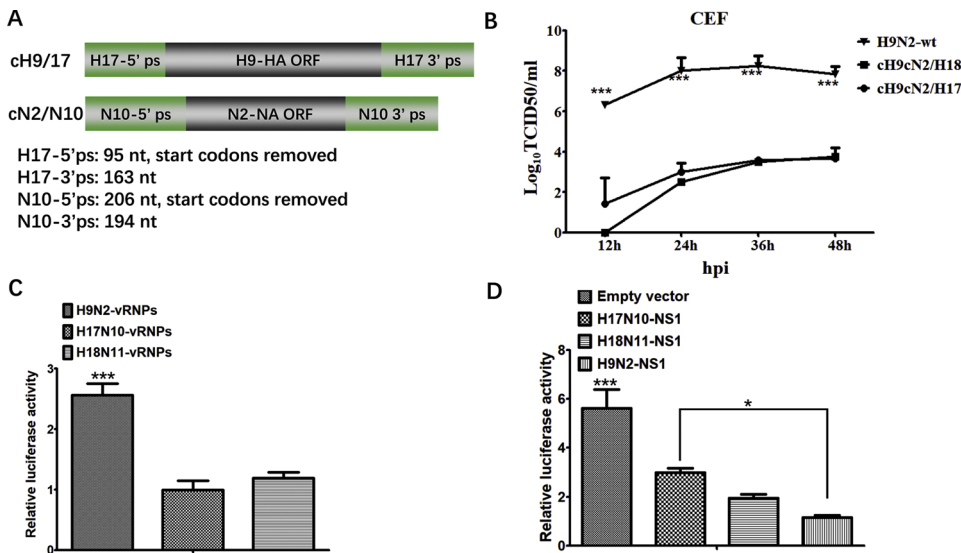 A
cH9/17 H17-5' ps H9-HA ORF H17 3' ps
cN2/N10 N10-5' ps N2-NA ORF N10 3' ps
H17-5'ps: 95 nt, start codons removed
H17-3'ps: 163 nt
N10-5'ps: 206 nt, start codons removed
N10-3'ps: 194 nt
B
CEF
H9N2-wt
cH9cN2/H18
cH9cN2/H17
Log10TCID50/ml
10
8
6
4
2
0
***
***
***
***
12h 24h 36h 48h
hpi
C
H9N2-vRNPs
H17N10-vRNPs
H18N11-vRNPs
Relative luciferase activity
3
2
1
0
***
D
Empty vector
H17N10-NS1
H18N11-NS1
H9N2-NS1
Relative luciferase activity
8
6
4
2
0
***
*